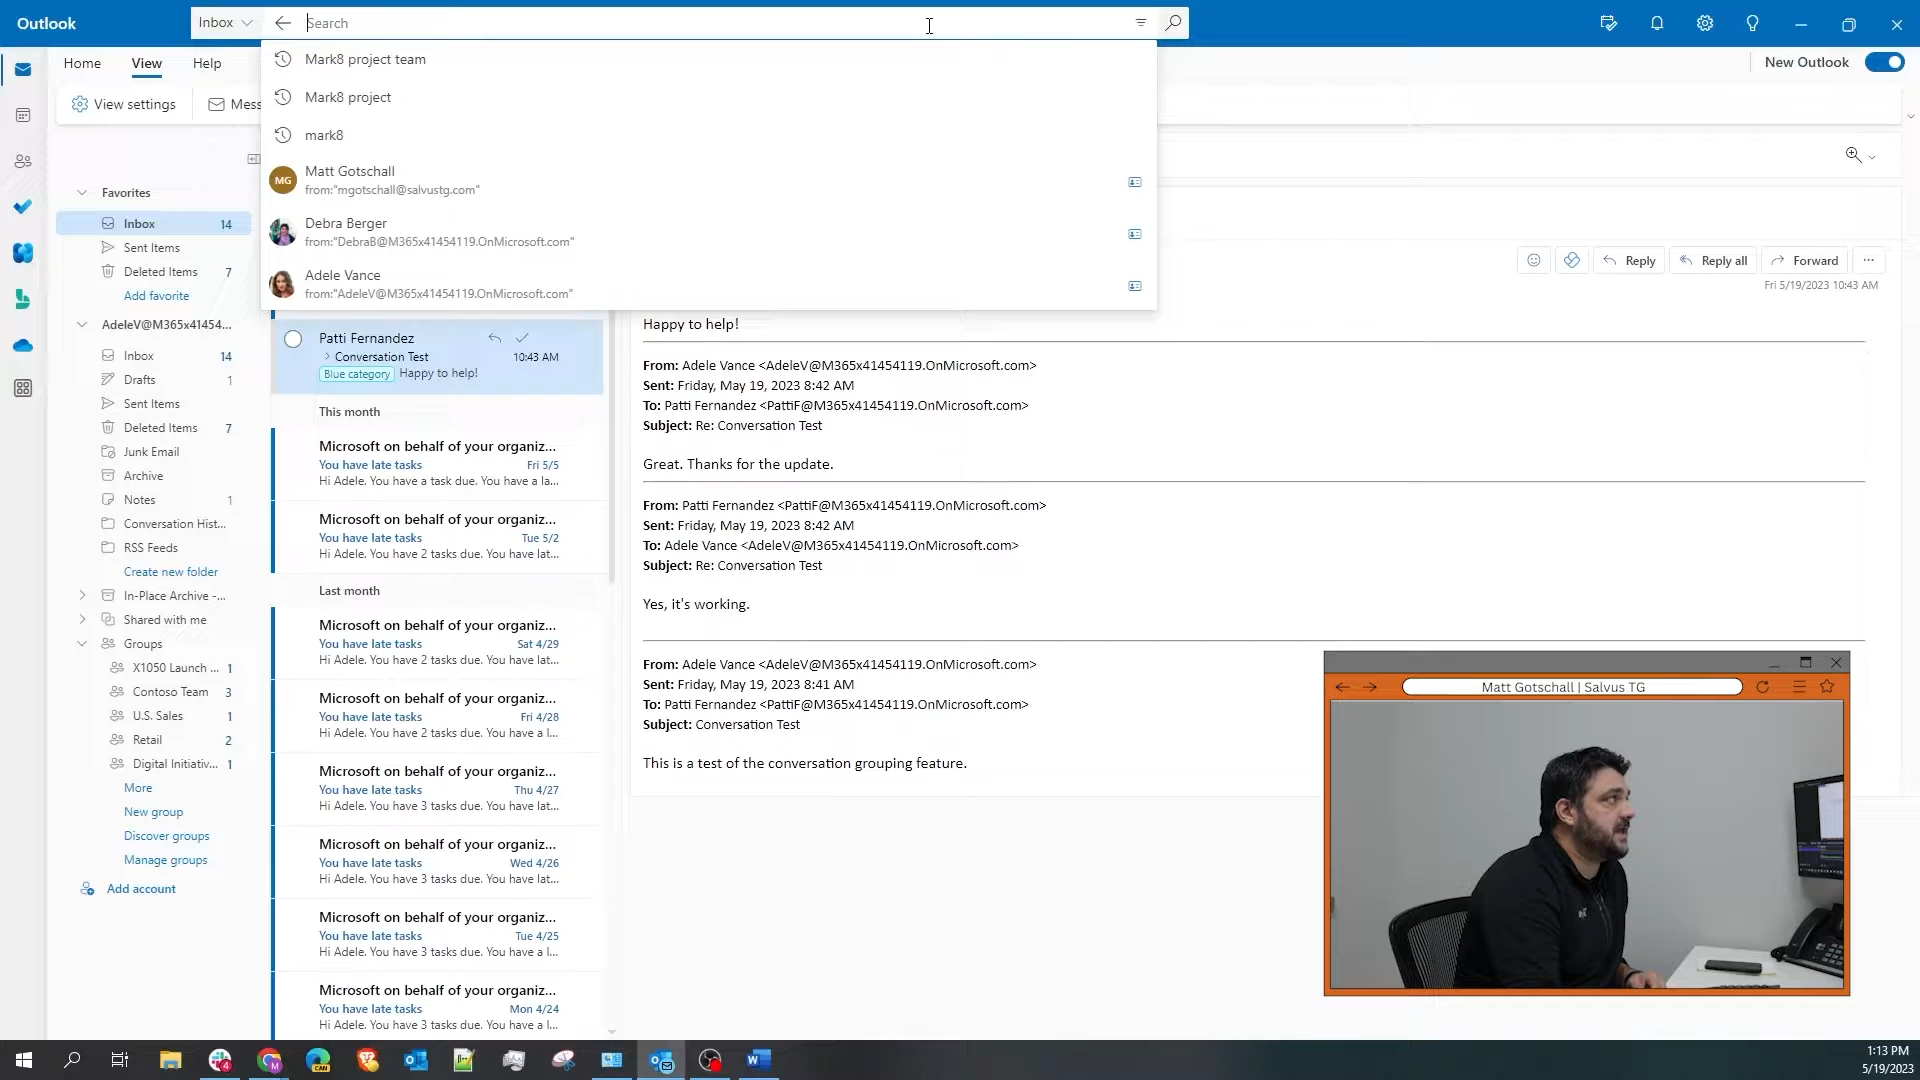 Outlook
Inbox
Search
Mark8 project team
Mark8 project
mark8
MG
Matt Gotschall
from:"mgotschall@salvustg.com"
Debra Berger
from:"DebraB@M365x41454119.OnMicrosoft.com"
Adele Vance
from:"AdeleV@M365x41454119.OnMicrosoft.com"
Home
View
Help
New Outlook
View settings
Mess
Favorites
Inbox 14
Sent Items
Deleted Items 7
Add favorite
AdeleV@M365x41454...
Inbox 14
Drafts 1
Sent Items
Deleted Items 7
Junk Email
Archive
Notes 1
Conversation Hist...
RSS Feeds
Create new folder
In-Place Archive -...
Shared with me
Groups
X1050 Launch ... 1
Contoso Team 3
U.S. Sales 1
Retail 2
Digital Initiativ... 1
More
New group
Discover groups
Manage groups
Add account
Patti Fernandez
Conversation Test 10:43 AM
Blue category Happy to help!
This month
Microsoft on behalf of your organiz...
You have late tasks Fri 5/5
Hi Adele. You have a task due. You have a la...
Microsoft on behalf of your organiz...
You have late tasks Tue 5/2
Hi Adele. You have 2 tasks due. You have lat...
Last month
Microsoft on behalf of your organiz...
You have late tasks Sat 4/29
Hi Adele. You have 2 tasks due. You have lat...
Microsoft on behalf of your organiz...
You have late tasks Fri 4/28
Hi Adele. You have 2 tasks due. You have a l...
Microsoft on behalf of your organiz...
You have late tasks Thu 4/27
Hi Adele. You have 3 tasks due. You have lat...
Microsoft on behalf of your organiz...
You have late tasks Wed 4/26
Hi Adele. You have 3 tasks due. You have lat...
Microsoft on behalf of your organiz...
You have late tasks Tue 4/25
Hi Adele. You have 3 tasks due. You have a l...
Microsoft on behalf of your organiz...
You have late tasks Mon 4/24
Hi Adele. You have 3 tasks due. You have a l...
Reply
Reply all
Forward
Fri 5/19/2023 10:43 AM
Happy to help!
From: Adele Vance <AdeleV@M365x41454119.OnMicrosoft.com>
Sent: Friday, May 19, 2023 8:42 AM
To: Patti Fernandez <PattiF@M365x41454119.OnMicrosoft.com>
Subject: Re: Conversation Test
Great. Thanks for the update.
From: Patti Fernandez <PattiF@M365x41454119.OnMicrosoft.com>
Sent: Friday, May 19, 2023 8:42 AM
To: Adele Vance <AdeleV@M365x41454119.OnMicrosoft.com>
Subject: Re: Conversation Test
Yes, it's working.
From: Adele Vance <AdeleV@M365x41454119.OnMicrosoft.com>
Sent: Friday, May 19, 2023 8:41 AM
To: Patti Fernandez <PattiF@M365x41454119.OnMicrosoft.com>
Subject: Conversation Test
This is a test of the conversation grouping feature.
Matt Gotschall | Salvus TG
4
M
CAN
1:13 PM
5/19/2023